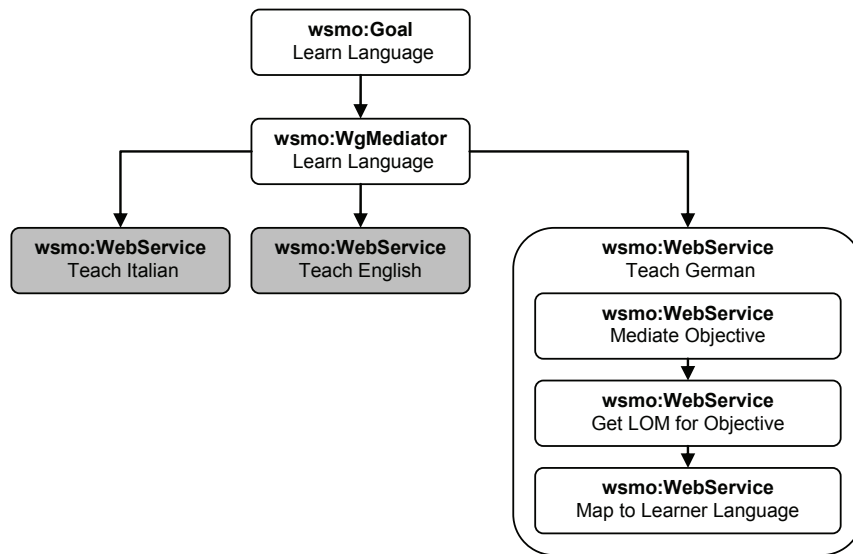 wsmo:Goal
Learn Language
wsmo:WgMediator
Learn Language
wsmo:WebService
Teach Italian
wsmo:WebService
Teach English
wsmo:WebService
Teach German
wsmo:WebService
Mediate Objective
wsmo:WebService
Get LOM for Objective
wsmo:WebService
Map to Learner Language